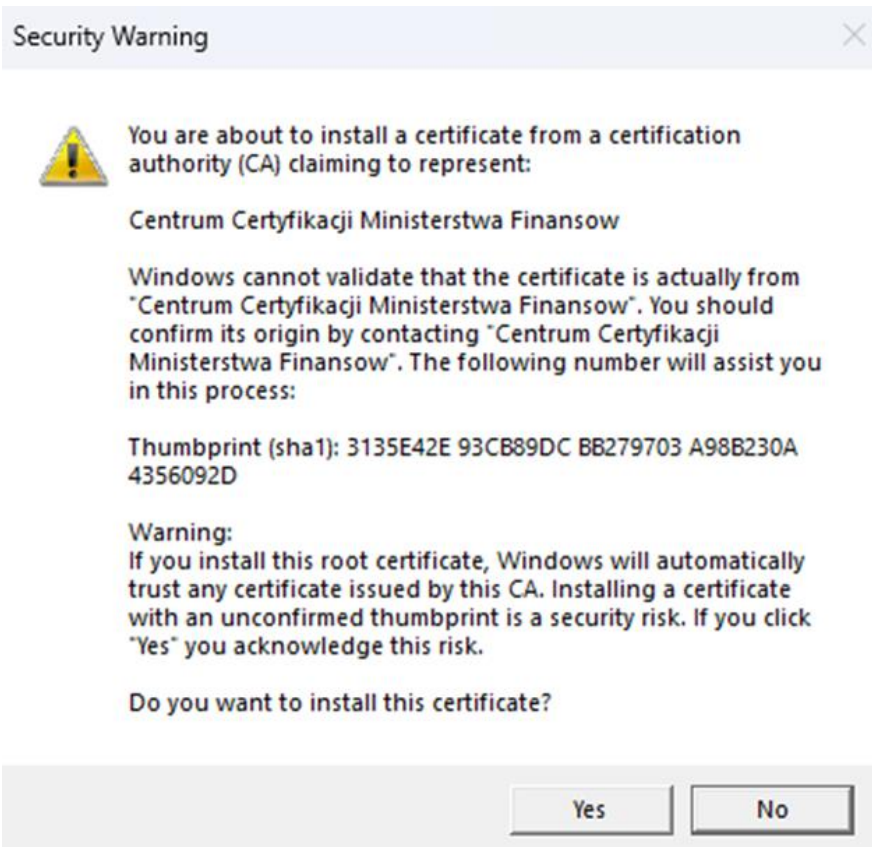 Security Warning
You are about to install a certificate from a certification
authority (CA) claiming to represent:
Centrum Certyfikacji Ministerstwa Finansow
Windows cannot validate that the certificate is actually from
"Centrum Certyfikacji Ministerstwa Finansow". You should
confirm its origin by contacting "Centrum Certyfikacji
Ministerstwa Finansow". The following number will assist you
in this process:
Thumbprint (sha1): 3135E42E 93CB89DC BB279703 A98B230A
4356092D
Warning:
If you install this root certificate, Windows will automatically
trust any certificate issued by this CA. Installing a certificate
with an unconfirmed thumbprint is a security risk. If you click
"Yes" you acknowledge this risk.
Do you want to install this certificate?
Yes No